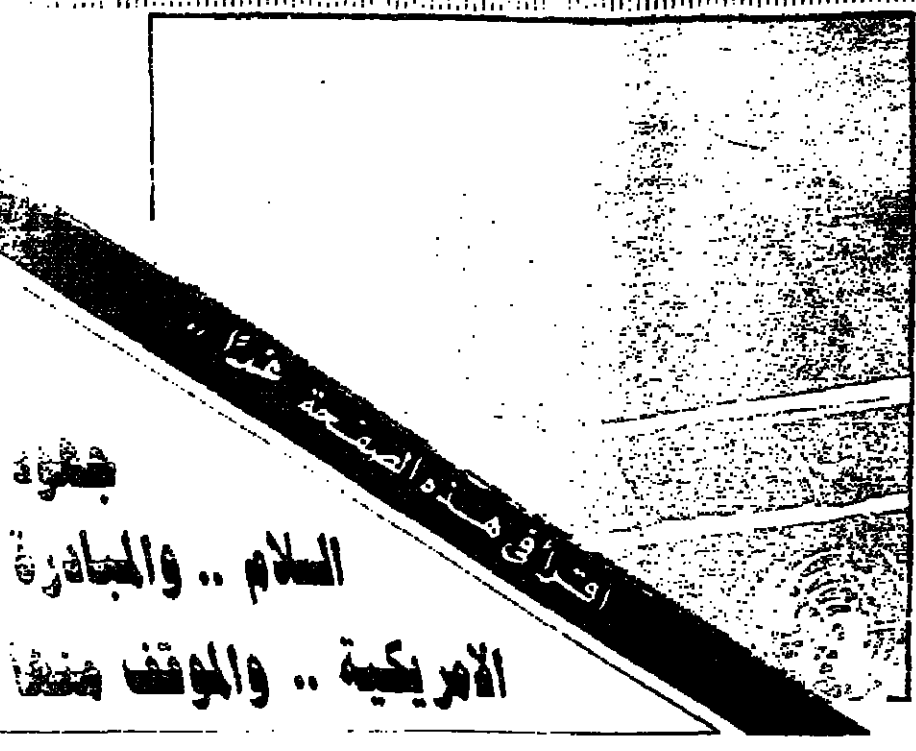 اقرأ في هذه الصفحة غداً ..
السلام .. والمبادرة
الامريكية .. والموقف منها